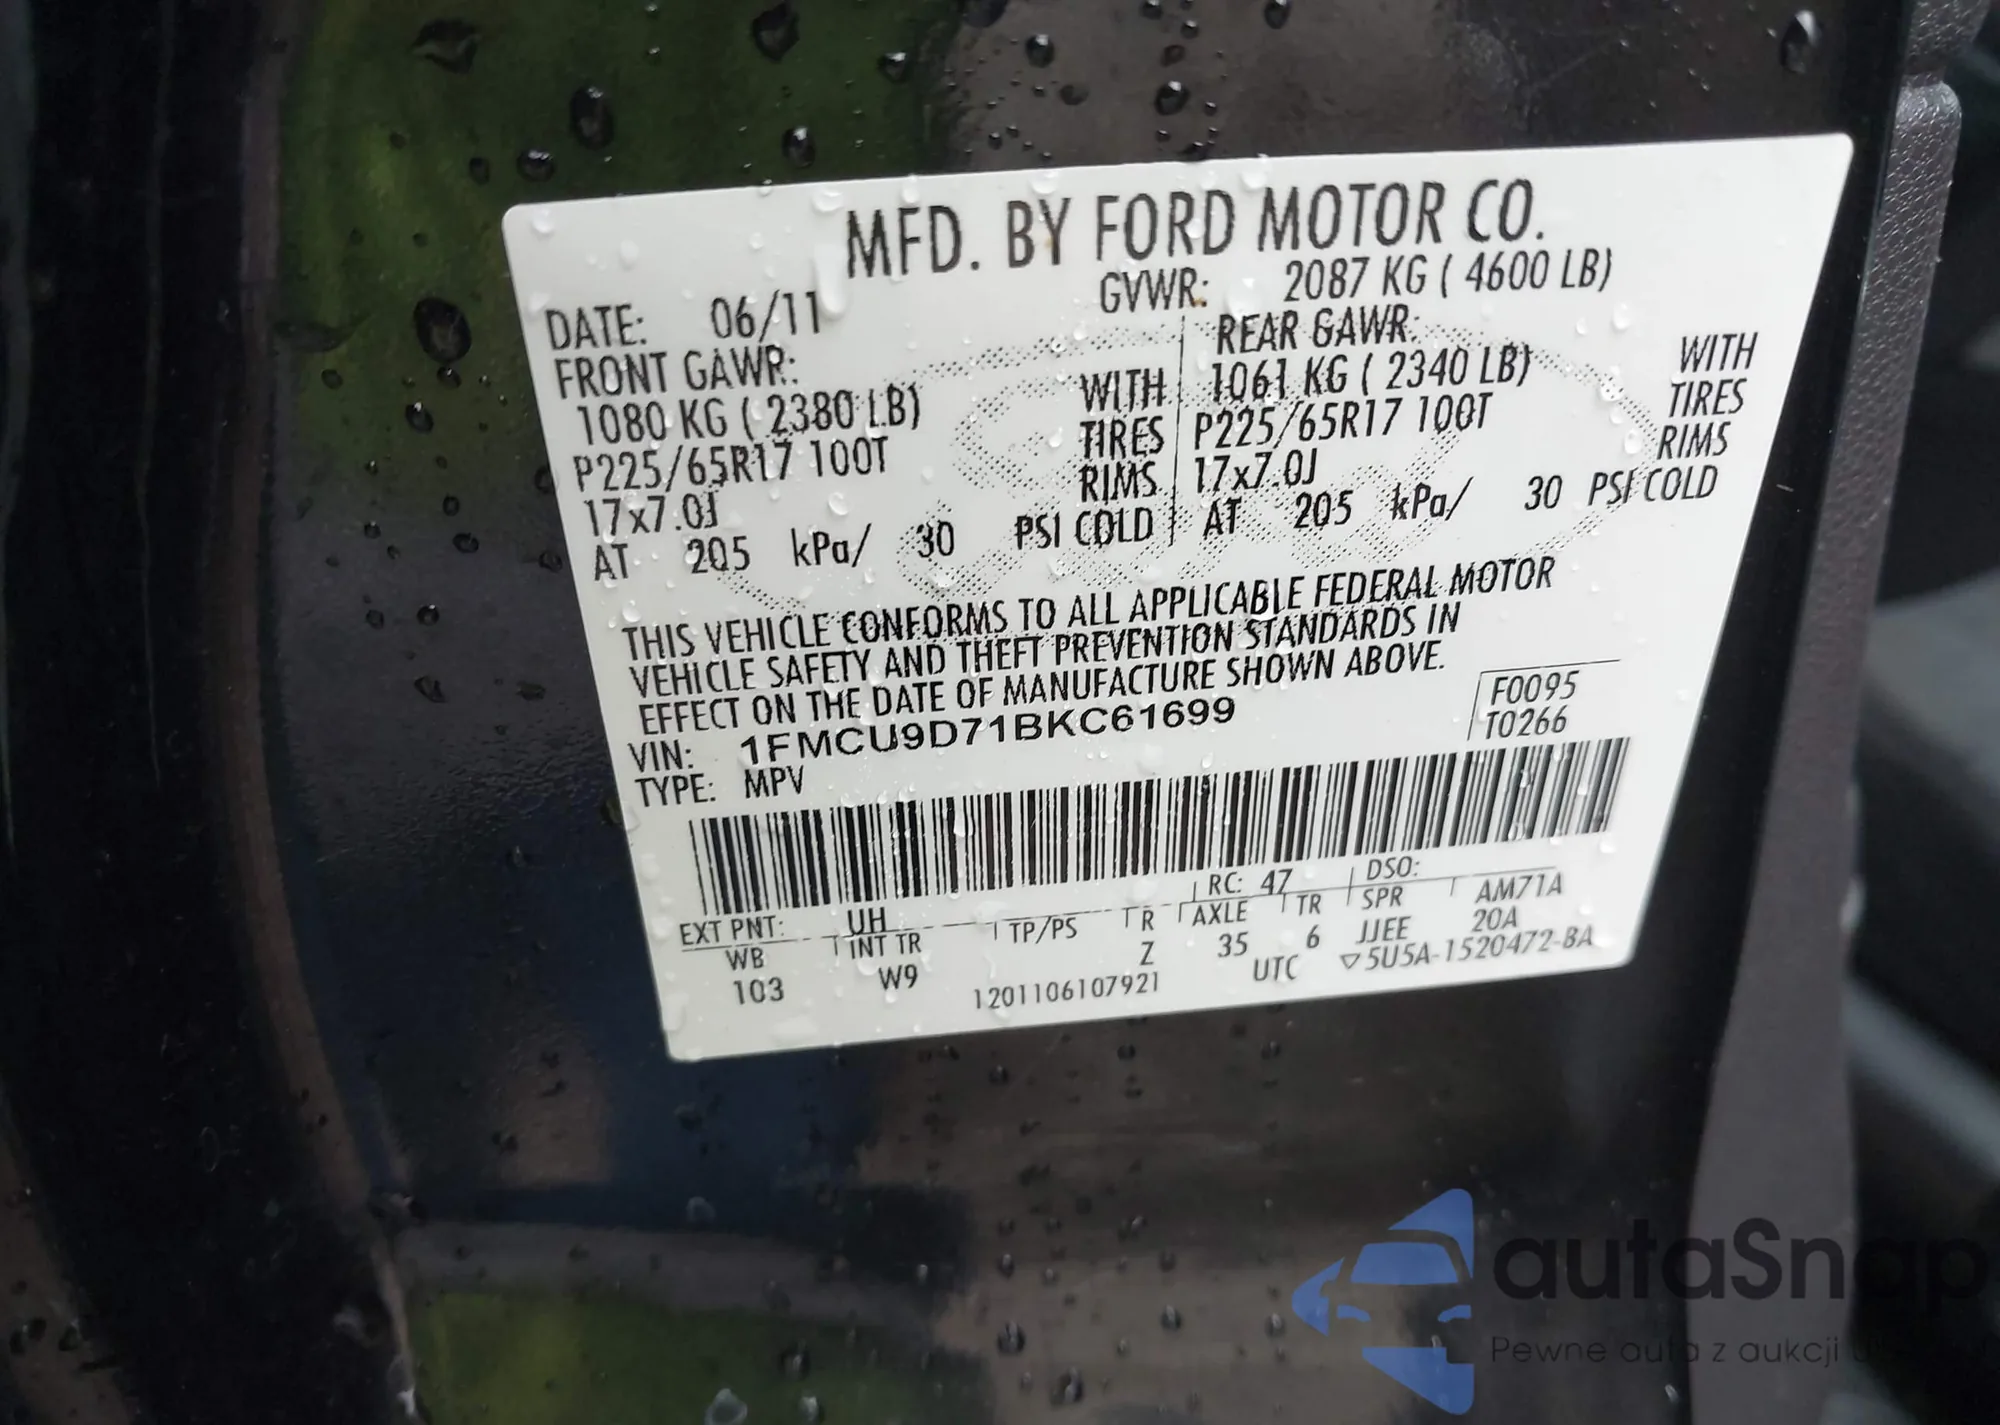 MFD. BY FORD MOTOR CO.
DATE: 06/11
GVWR: 2087 KG ( 4600 LB)
FRONT GAWR:
1080 KG ( 2380 LB)
P225/65R17 100T
17x7.0J
AT 205 kPa/ 30 PSI COLD
WITH
TIRES
RIMS
REAR GAWR:
1061 KG ( 2340 LB)
P225/65R17 100T
17x7.0J
AT 205 kPa/ 30 PSI COLD
WITH
TIRES
RIMS
THIS VEHICLE CONFORMS TO ALL APPLICABLE FEDERAL MOTOR
VEHICLE SAFETY AND THEFT PREVENTION STANDARDS IN
EFFECT ON THE DATE OF MANUFACTURE SHOWN ABOVE.
VIN: 1FMCU9D71BKC61699
F0095
T0266
TYPE: MPV
RC: 47 DSO:
EXT PNT: UH
AM71A
WB INT TR TP/PS R AXLE TR SPR
103 W9 Z 35 6 JJEE 20A
1201106107921 UTC ▽5U5A-1520472-BA
autaSnap
Pewne auta z aukcji